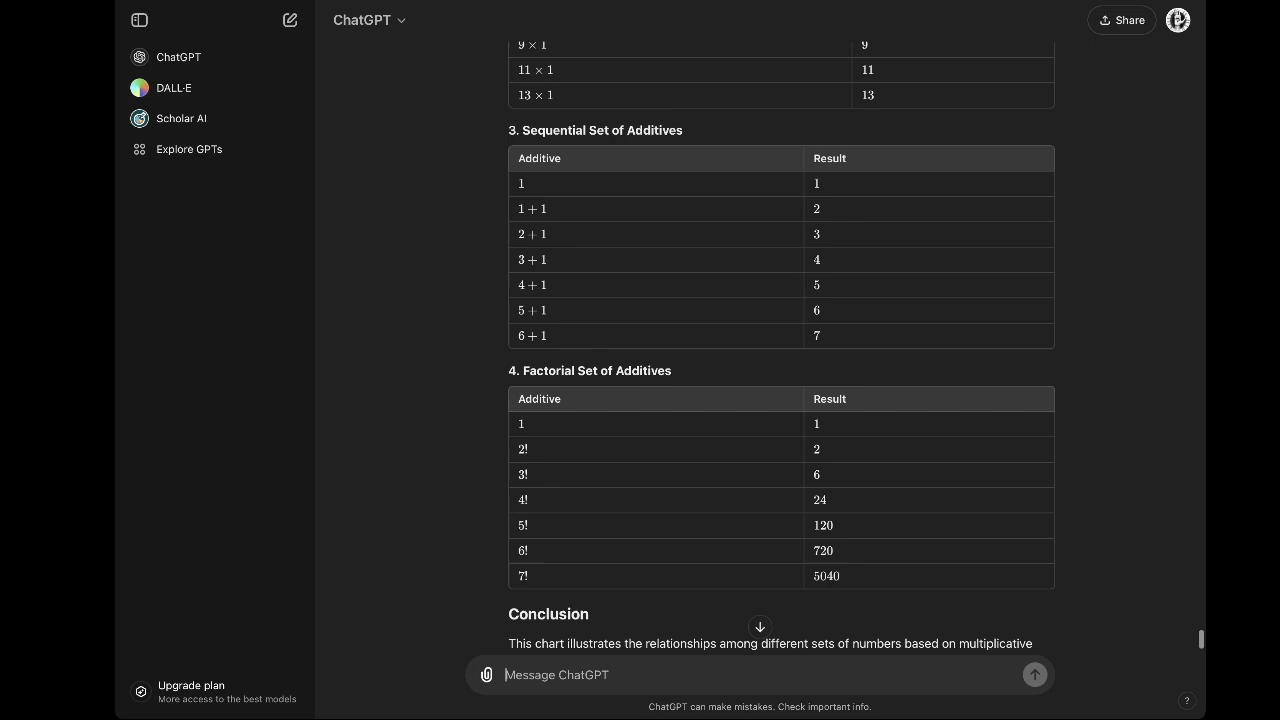 ChatGPT
Share
ChatGPT
DALL·E
Scholar AI
Explore GPTs
9 × 1 9
11 × 1 11
13 × 1 13
3. Sequential Set of Additives
Additive Result
1 1
1 + 1 2
2 + 1 3
3 + 1 4
4 + 1 5
5 + 1 6
6 + 1 7
4. Factorial Set of Additives
Additive Result
1 1
2! 2
3! 6
4! 24
5! 120
6! 720
7! 5040
Conclusion
This chart illustrates the relationships among different sets of numbers based on multiplicative
Message ChatGPT
Upgrade plan
More access to the best models
ChatGPT can make mistakes. Check important info.
?